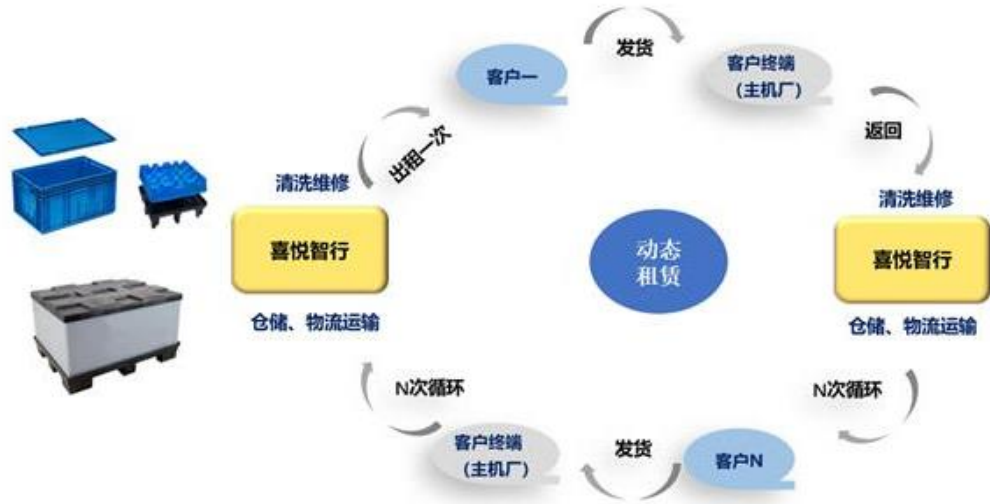 客户一
发货
客户终端
（主机厂）
出租一次
返回
清洗维修
喜悦智行
仓储、物流运输
动态
租赁
清洗维修
喜悦智行
仓储、物流运输
N次循环
N次循环
客户终端
（主机厂）
发货
客户N